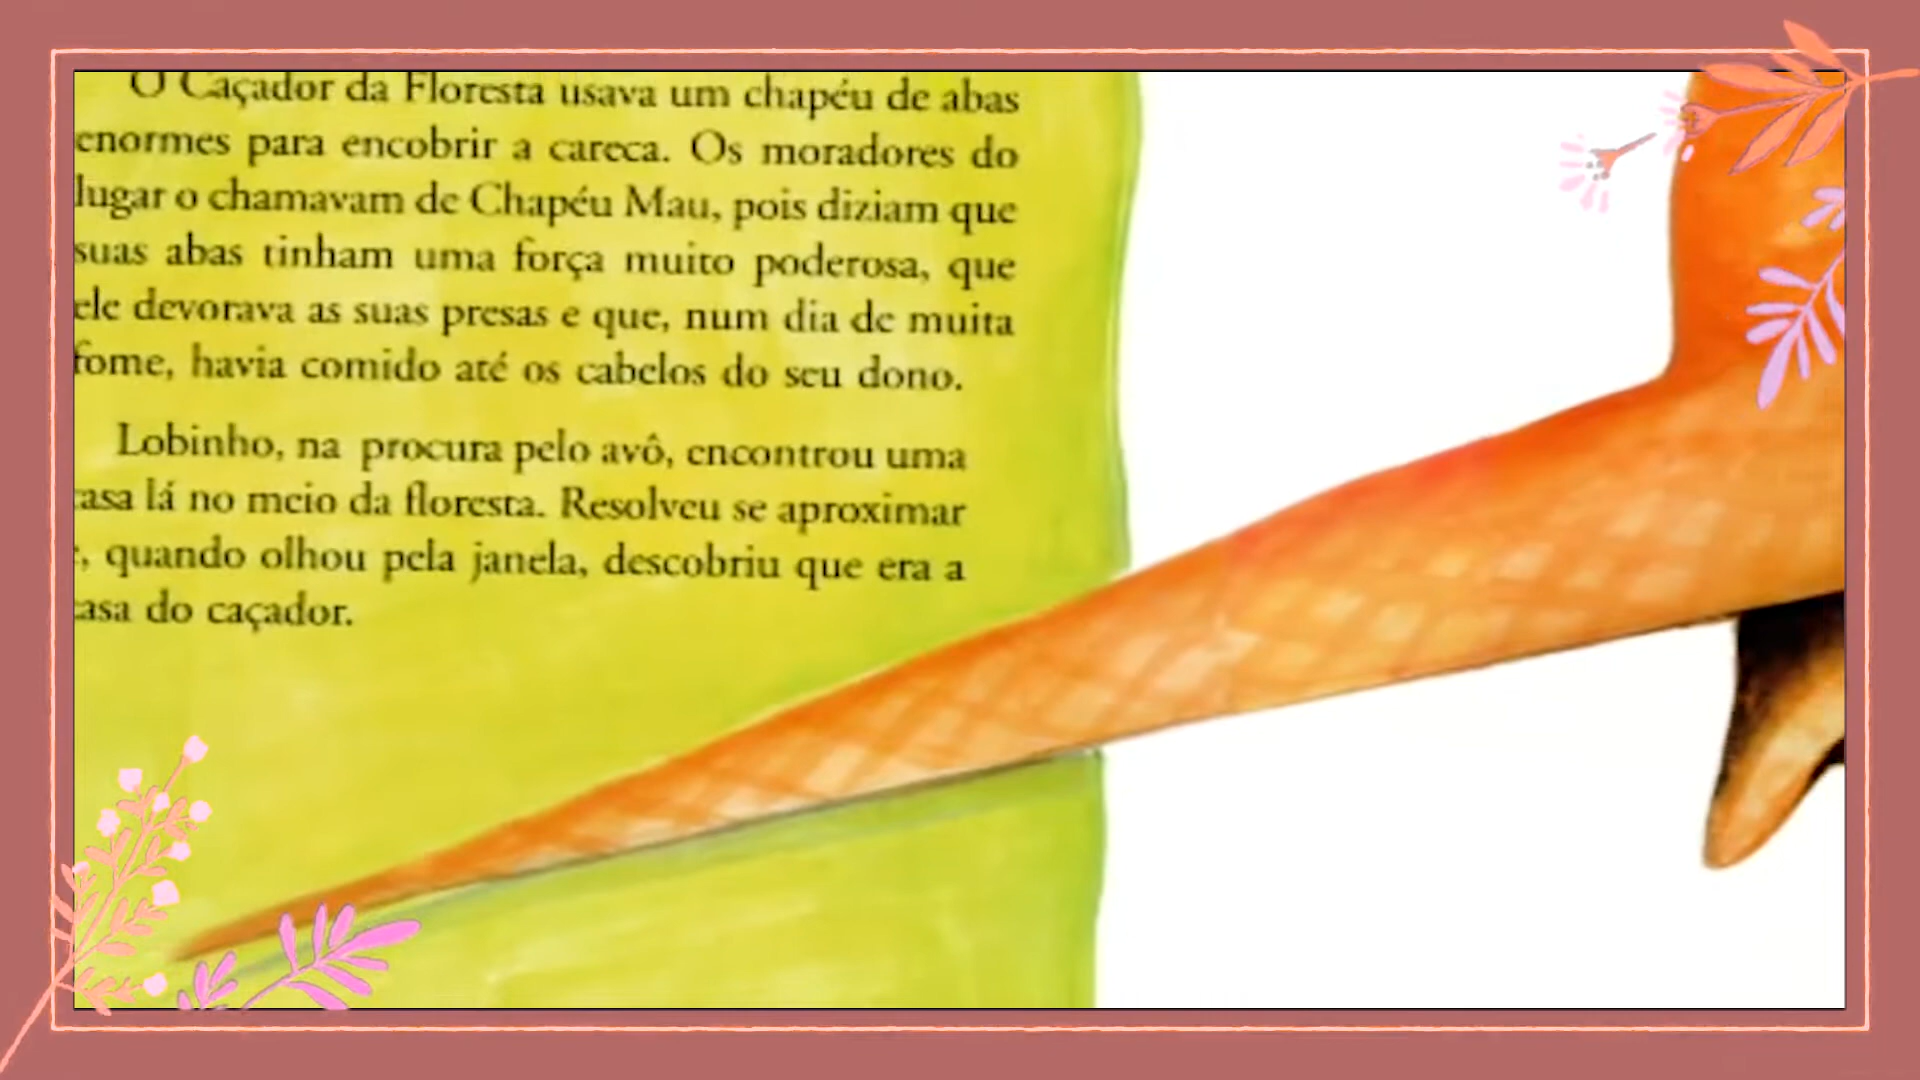 O Caçador da Floresta usava um chapéu de abas
enormes para encobrir a careca. Os moradores do
lugar o chamavam de Chapéu Mau, pois diziam que
suas abas tinham uma força muito poderosa, que
ele devorava as suas presas e que, num dia de muita
fome, havia comido até os cabelos do seu dono.
Lobinho, na procura pelo avô, encontrou uma
casa lá no meio da floresta. Resolveu se aproximar
e, quando olhou pela janela, descobriu que era a
casa do caçador.